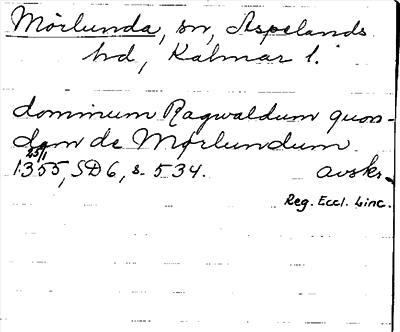 Mörlunda, sn, Aspelands
hd, Kalmar l.
dominum Ragwaldum quon-
dam de Mørlundum
25/1
1355, SD 6, s. 534. avskr.
Reg. Eccl. Linc.